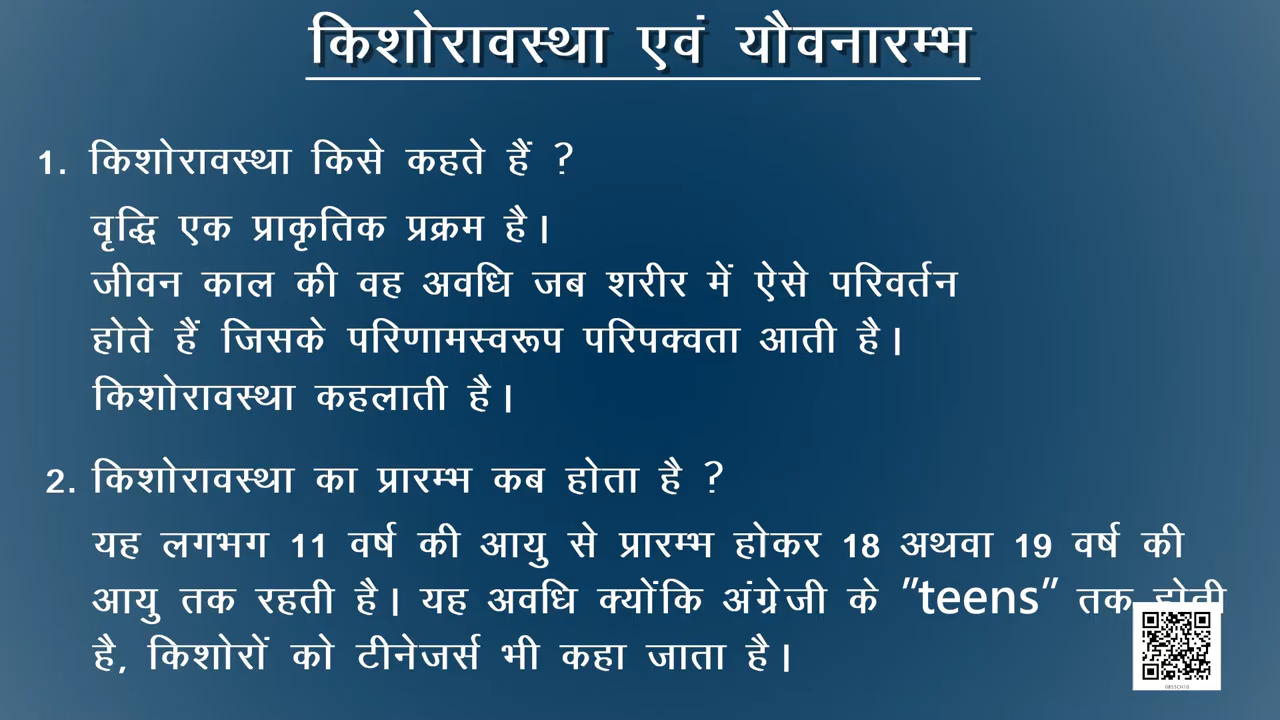 किशोरावस्था एवं यौवनारम्भ
1. किशोरावस्था किसे कहते हैं ?
वृद्धि एक प्राकृतिक प्रक्रम है।
जीवन काल की वह अवधि जब शरीर में ऐसे परिवर्तन
होते हैं जिसके परिणामस्वरूप परिपक्वता आती है।
किशोरावस्था कहलाती है।
2. किशोरावस्था का प्रारम्भ कब होता है ?
यह लगभग 11 वर्ष की आयु से प्रारम्भ होकर 18 अथवा 19 वर्ष की
आयु तक रहती है। यह अवधि क्योंकि अंग्रेजी के "teens" तक होती
है, किशोरों को टीनेजर्स भी कहा जाता है।